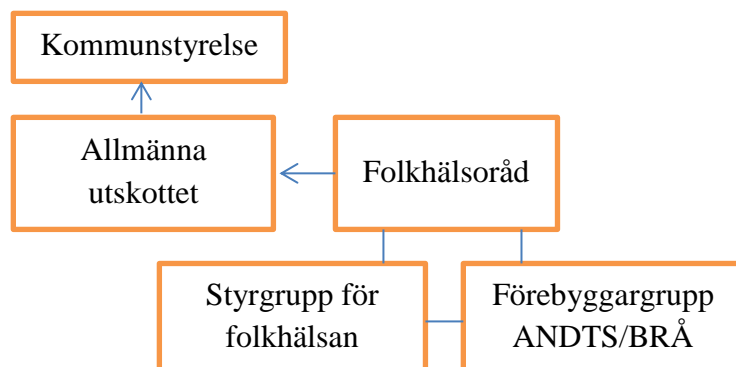 Kommunstyrelse
Allmänna
utskottet
Folkhälsoråd
Styrgrupp för
folkhälsan
Förebyggargrupp
ANDTS/BRÅ